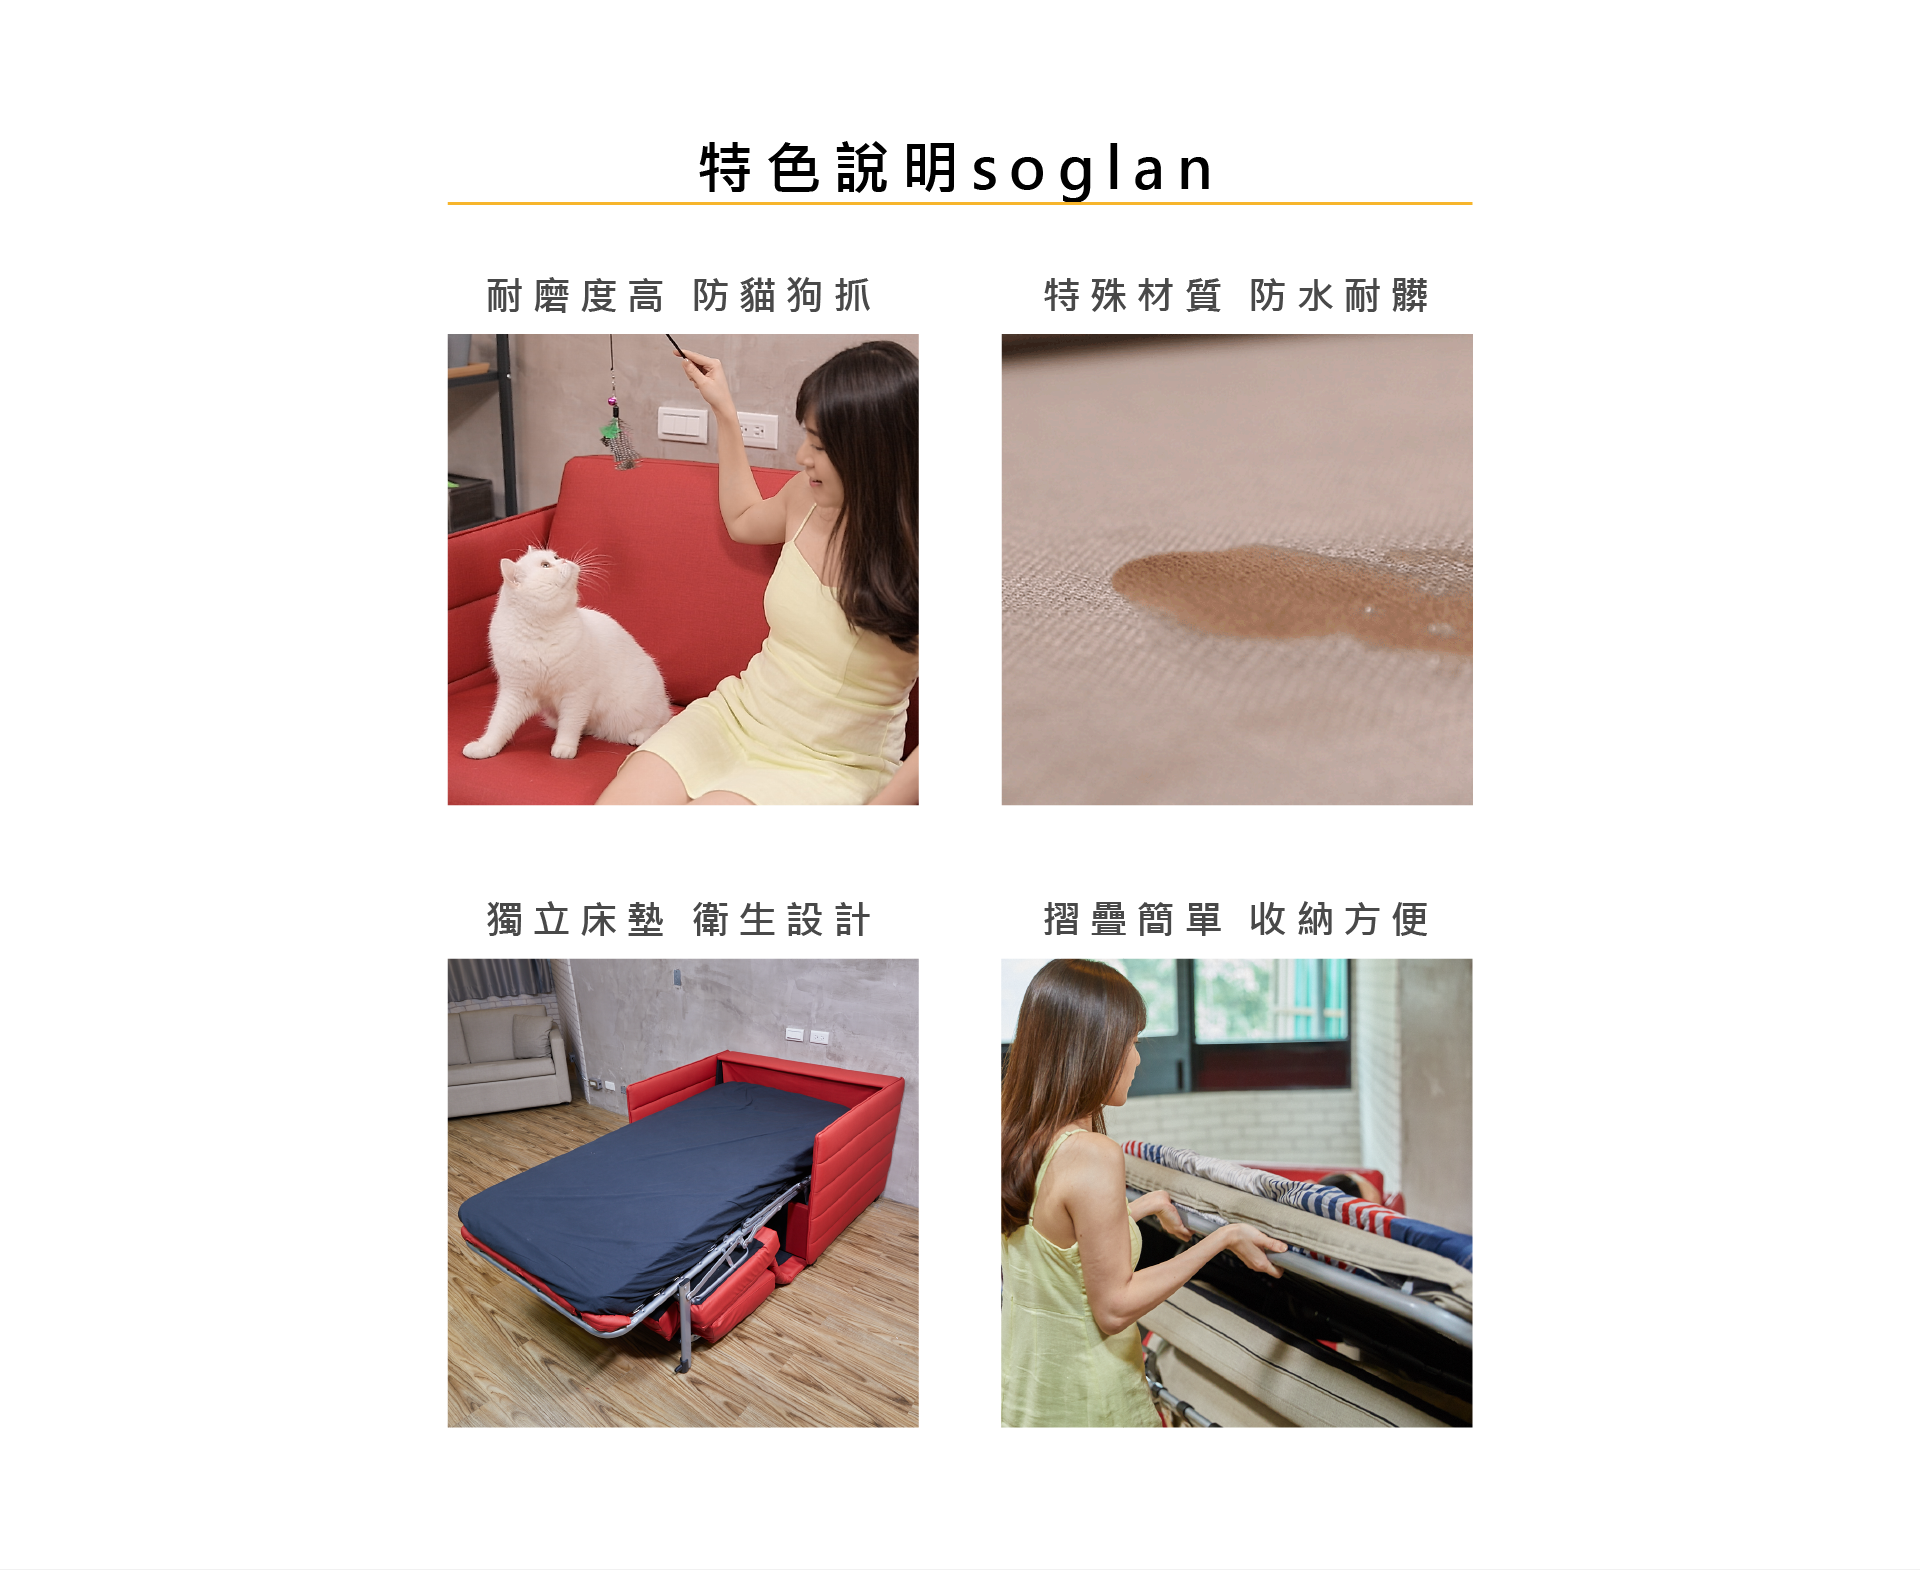 特色說明soglan
耐磨度高 防貓狗抓
特殊材質 防水耐髒
獨立床墊 衛生設計
摺疊簡單 收納方便